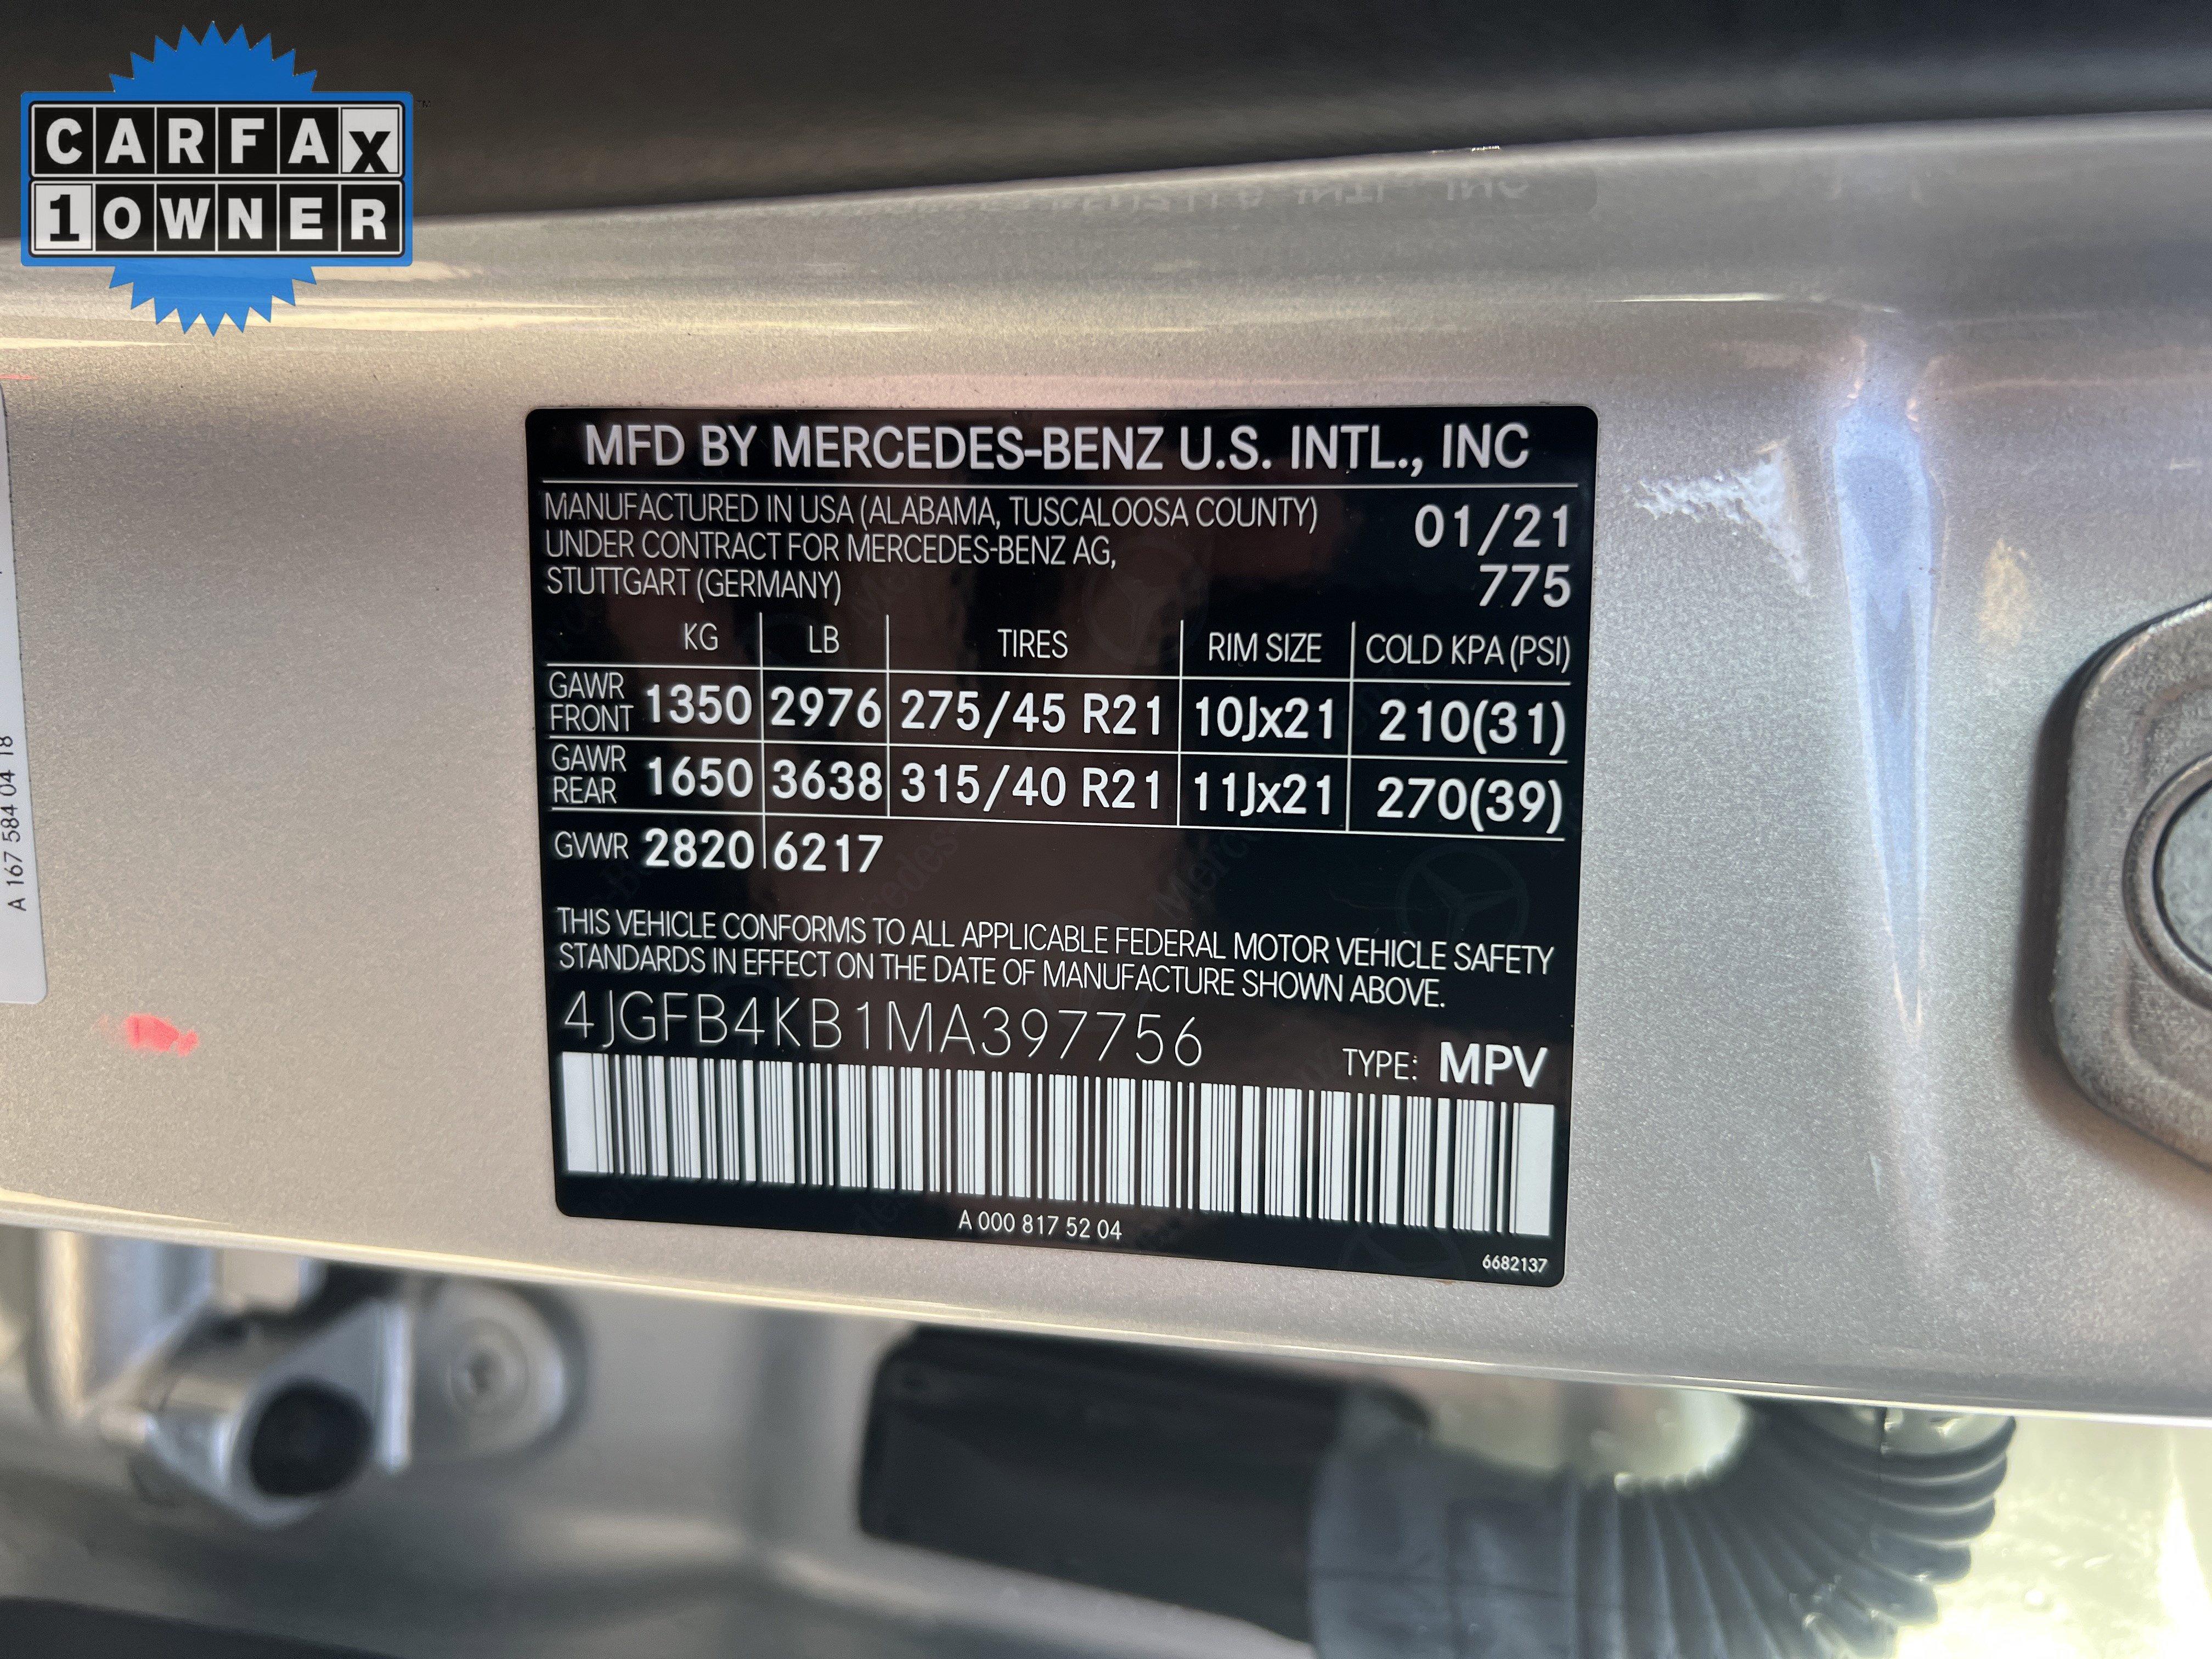 CARFAX
1 OWNER
MFD BY MERCEDES-BENZ U.S. INTL., INC
MANUFACTURED IN USA (ALABAMA, TUSCALOOSA COUNTY) 01/21
UNDER CONTRACT FOR MERCEDES-BENZ AG,
STUTTGART (GERMANY) 775
KG LB TIRES RIM SIZE COLD KPA (PSI)
GAWR FRONT 1350 2976 275/45 R21 10Jx21 210(31)
GAWR REAR 1650 3638 315/40 R21 11Jx21 270(39)
GVWR 2820 6217
THIS VEHICLE CONFORMS TO ALL APPLICABLE FEDERAL MOTOR VEHICLE SAFETY
STANDARDS IN EFFECT ON THE DATE OF MANUFACTURE SHOWN ABOVE.
4JGFB4KB1MA397756 TYPE: MPV
A 000 817 52 04
6682137
A 167 584 04 18